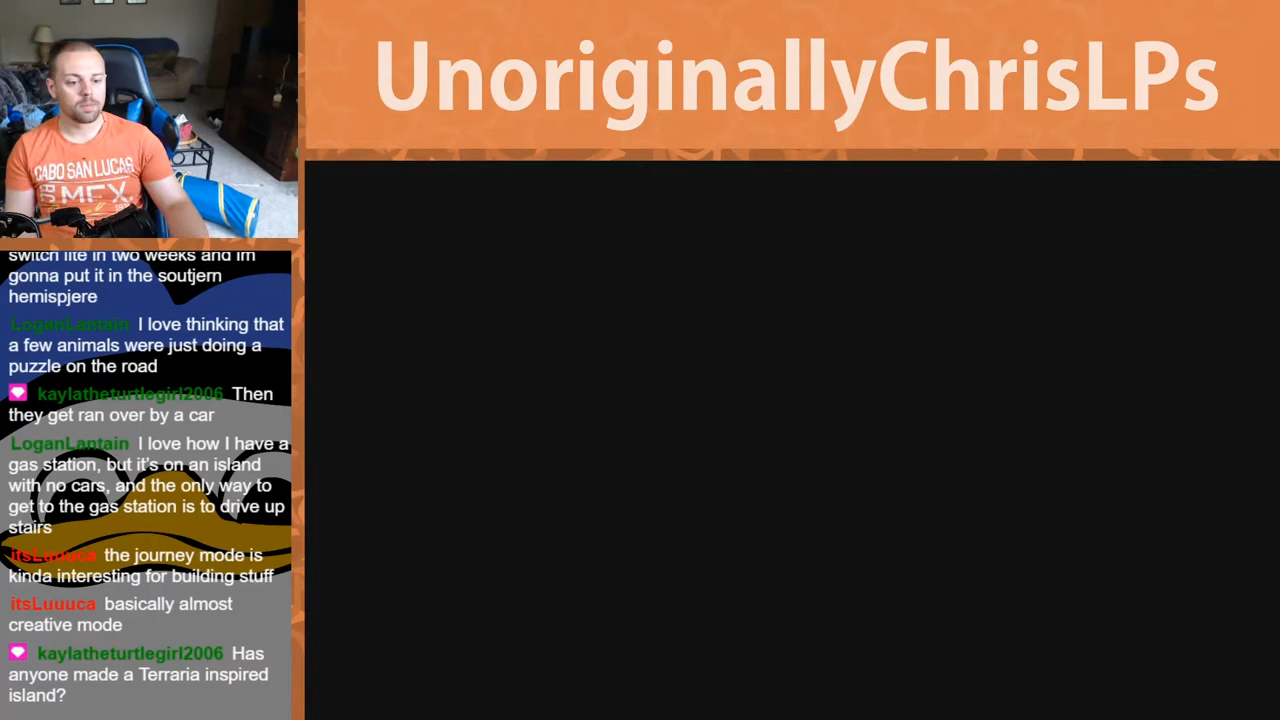 UnoriginallyChrisLPs
CABO SAN LUCAS
MEX
switch lite in two weeks and im
gonna put it in the soutjern
hemispjere
LoganLantain I love thinking that
a few animals were just doing a
puzzle on the road
kaylatheturtlegirl2006 Then
they get ran over by a car
LoganLantain I love how I have a
gas station, but it's on an island
with no cars, and the only way to
get to the gas station is to drive up
stairs
itsLuuuca the journey mode is
kinda interesting for building stuff
itsLuuuca basically almost
creative mode
kaylatheturtlegirl2006 Has
anyone made a Terraria inspired
island?